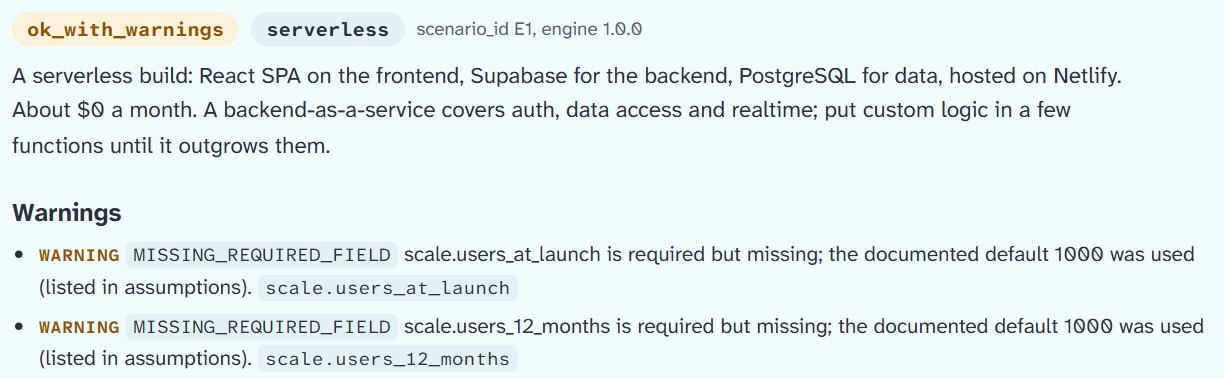 ok_with_warnings serverless scenario_id E1, engine 1.0.0
A serverless build: React SPA on the frontend, Supabase for the backend, PostgreSQL for data, hosted on Netlify.
About $0 a month. A backend-as-a-service covers auth, data access and realtime; put custom logic in a few
functions until it outgrows them.
Warnings
• WARNING MISSING_REQUIRED_FIELD scale.users_at_launch is required but missing; the documented default 1000 was used
(listed in assumptions). scale.users_at_launch
• WARNING MISSING_REQUIRED_FIELD scale.users_12_months is required but missing; the documented default 1000 was used
(listed in assumptions). scale.users_12_months